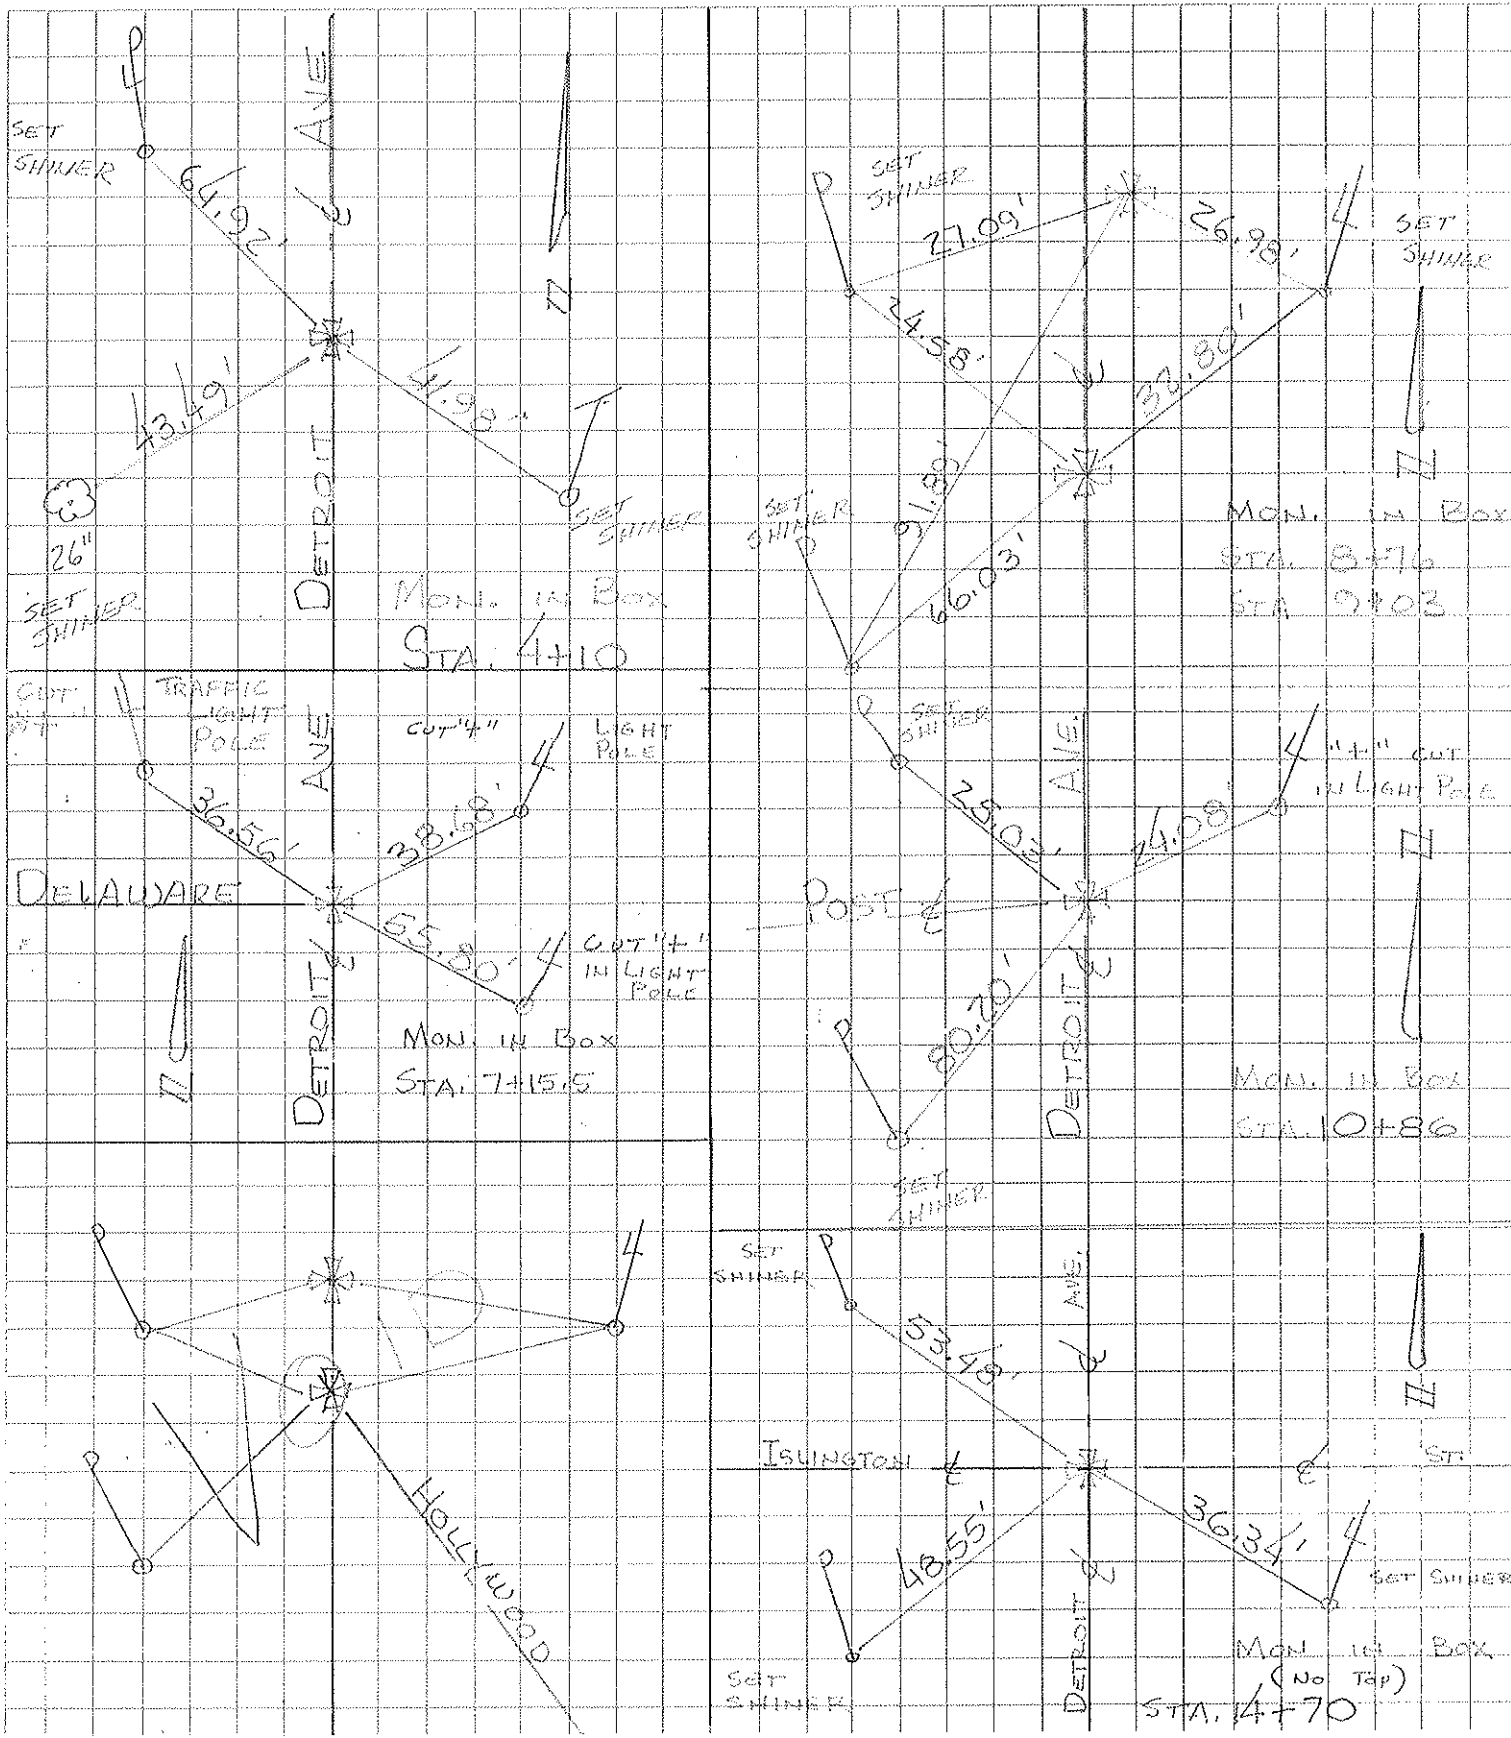 SET
SHINER
64.92'
AVE
℄
43.49'
41.98'
26"
SET
SHINER
SET
SHINER
DETROIT
N
MON. IN BOX
STA. 4+10
SET
SHINER
27.09'
26.98'
SET
SHINER
24.58'
℄
32.80'
91.89'
66.03'
SET
SHINER
N
MON. IN BOX
STA. 8+76
STA 9+03
CUT
"+"
TRAFFIC
LIGHT
POLE
AVE
CUT "+"
LIGHT
POLE
36.56'
38.68'
DELAWARE
55.80'
CUT "+"
IN LIGHT
POLE
DETROIT ℄
N
MON. IN BOX
STA. 7+15.5
SET
SHINER
AVE.
"+" CUT
IN LIGHT POLE
25.03'
24.08'
POST ℄
80.20'
DETROIT ℄
N
MON. IN BOX
STA. 10+86
SET
SHINER
HOLLYWOOD
SET
SHINER
AVE.
℄
53.48'
N
ISLINGTON ℄
℄ ST.
48.55'
36.34'
DETROIT ℄
SET SHINER
SET
SHINER
MON. IN BOX
(NO TOP)
STA. 14+70